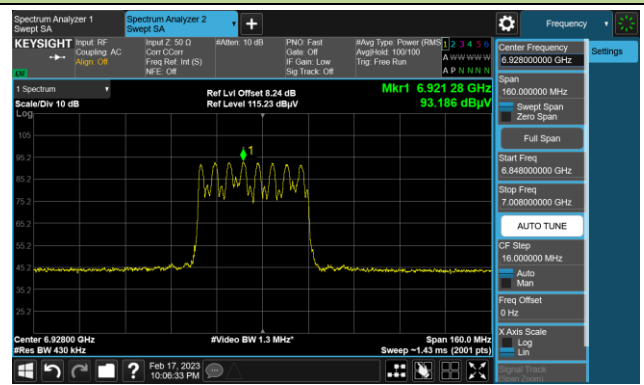 Spectrum Analyzer 1
Swept SA
Spectrum Analyzer 2
Swept SA
Frequency
KEYSIGHT
Input: RF
Coupling: AC
Align: Off
Input Z: 50 Ω
Corr CCorr
Freq Ref: Int (S)
NFE: Off
#Atten: 10 dB
PNO: Fast
Gate: Off
IF Gain: Low
Sig Track: Off
#Avg Type: Power (RMS)
Avg|Hold: 100/100
Trig: Free Run
1 2 3 4 5 6
A W W W W W
A P N N N N
LU
1 Spectrum
Scale/Div 10 dB
Log
Ref Lvl Offset 8.24 dB
Ref Level 115.23 dBµV
Mkr1 6.921 28 GHz
93.186 dBµV
1
105
95.2
85.2
75.2
65.2
55.2
45.2
35.2
25.2
Center 6.92800 GHz
#Res BW 430 kHz
#Video BW 1.3 MHz*
Span 160.0 MHz
Sweep ~1.43 ms (2001 pts)
Center Frequency
6.928000000 GHz
Settings
Span
160.000000 MHz
Swept Span
Zero Span
Full Span
Start Freq
6.848000000 GHz
Stop Freq
7.008000000 GHz
AUTO TUNE
CF Step
16.000000 MHz
Auto
Man
Freq Offset
0 Hz
X Axis Scale
Log
Lin
Signal Track
(Span Zoom)
?
Feb 17, 2023
10:06:33 PM